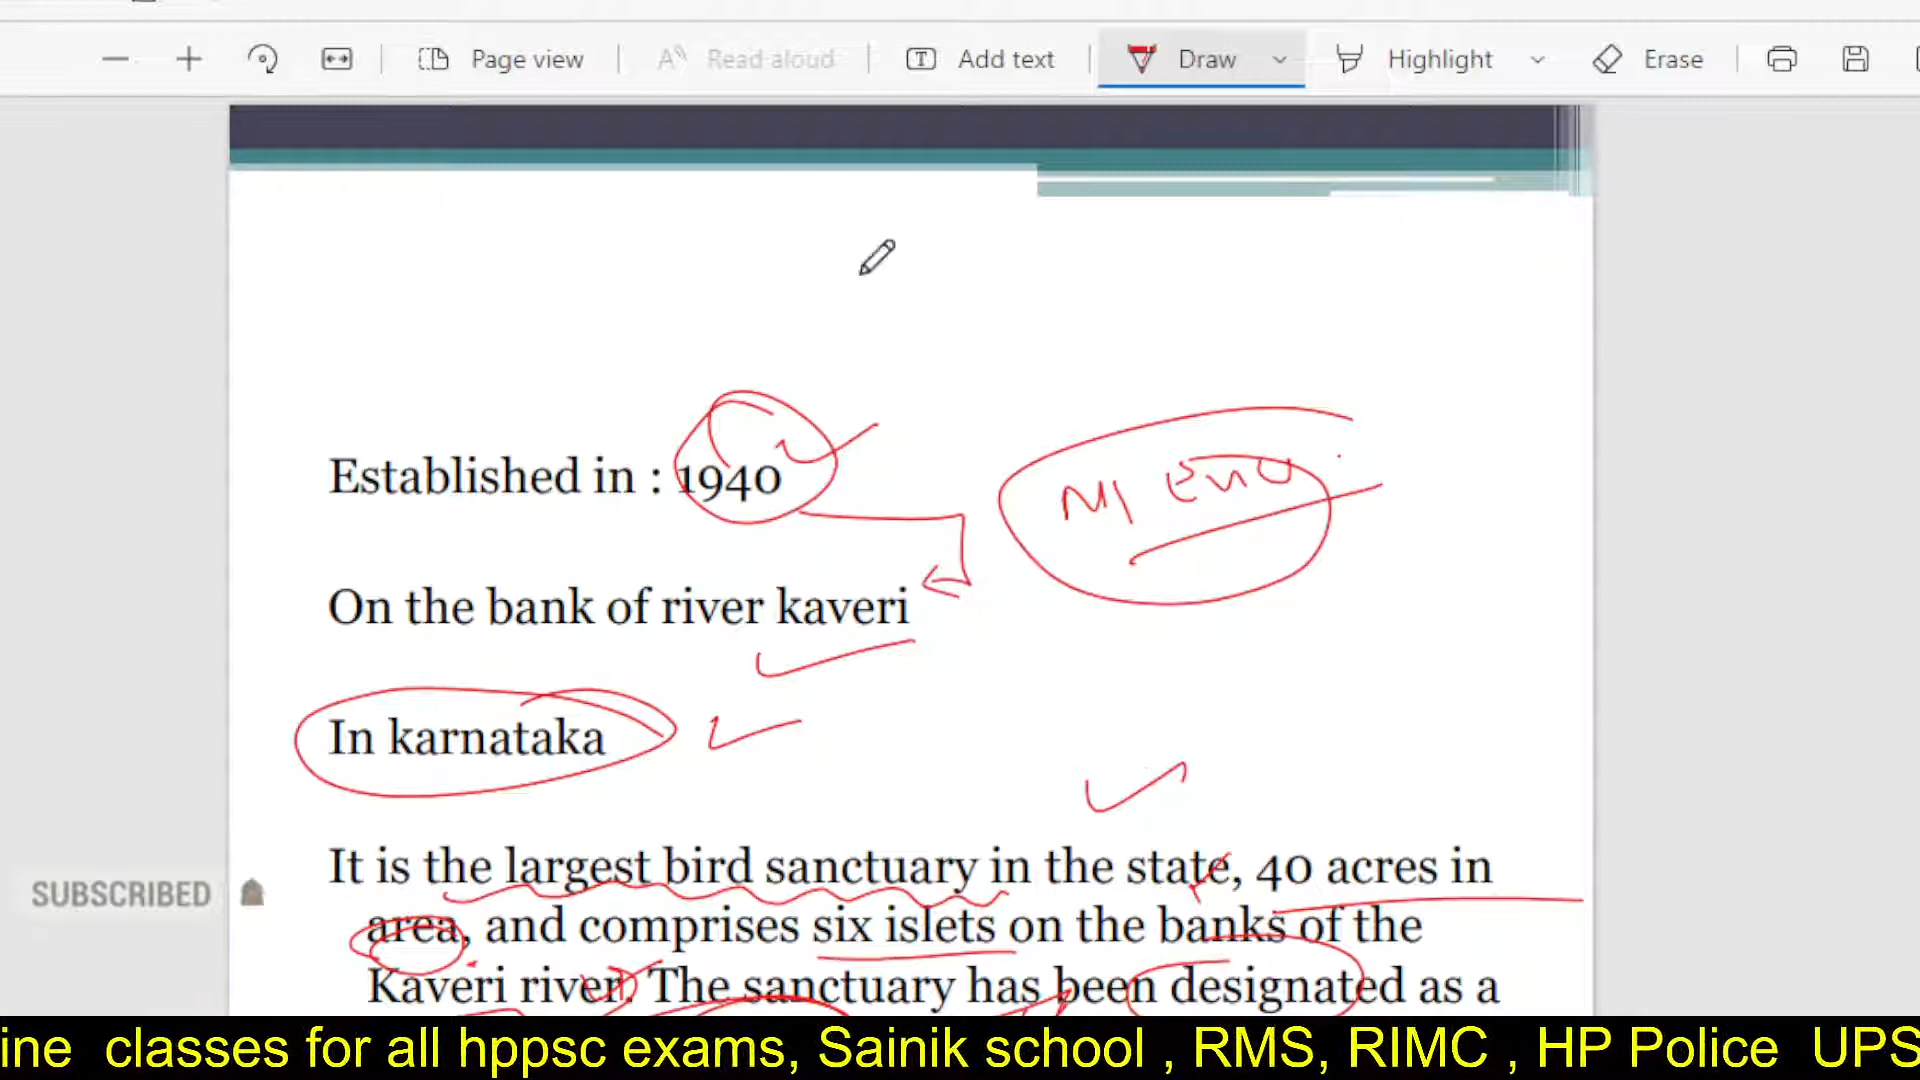 Page view
Read aloud
Add text
Draw
Highlight
Erase
Established in : 1940
On the bank of river kaveri
In karnataka
It is the largest bird sanctuary in the state, 40 acres in
area, and comprises six islets on the banks of the
Kaveri river. The sanctuary has been designated as a
SUBSCRIBED
ine classes for all hppsc exams, Sainik school , RMS, RIMC , HP Police UPS